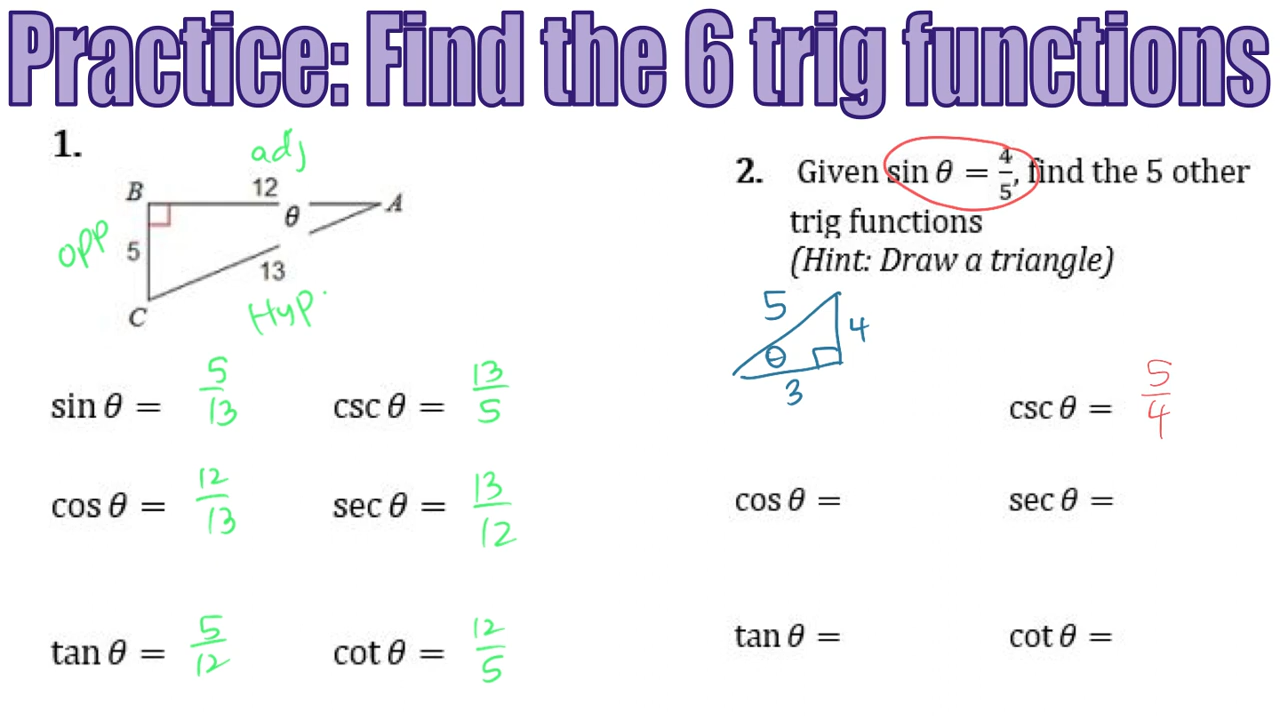 Practice: Find the 6 trig functions
1.
adj
B 12 θ A
opp 5
13
C Hyp.
sin θ = 5/13 csc θ = 13/5
cos θ = 12/13 sec θ = 13/12
tan θ = 5/12 cot θ = 12/5
2. Given sin θ = 4/5, find the 5 other
trig functions
(Hint: Draw a triangle)
5 4
θ
3
csc θ = 5/4
cos θ = sec θ =
tan θ = cot θ =